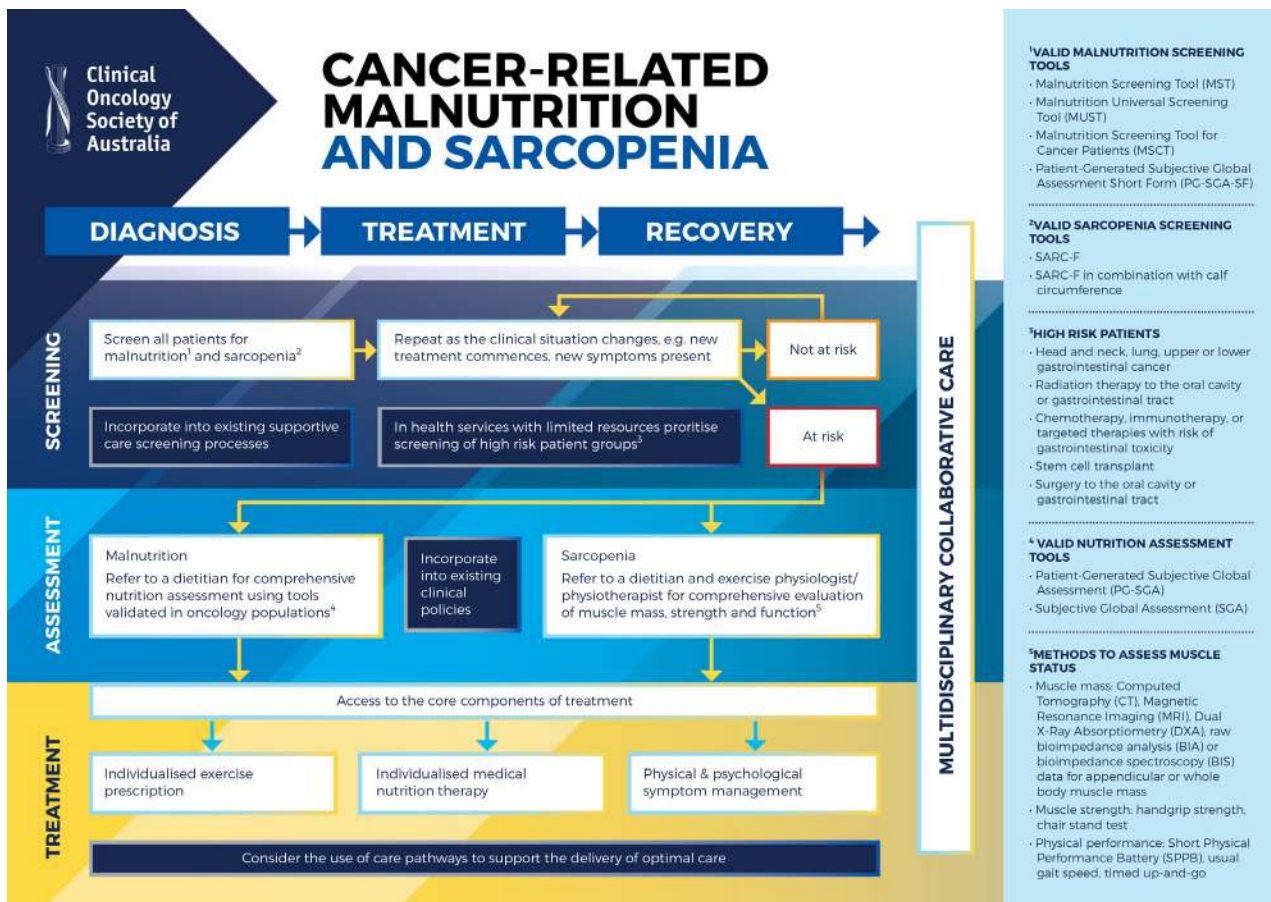 Clinical
Oncology
Society of
Australia
CANCER-RELATED
MALNUTRITION
AND SARCOPENIA
DIAGNOSIS
TREATMENT
RECOVERY
SCREENING
Screen all patients for
malnutrition¹ and sarcopenia²
Repeat as the clinical situation changes, e.g. new
treatment commences, new symptoms present
Not at risk
Incorporate into existing supportive
care screening processes
In health services with limited resources proritise
screening of high risk patient groups³
At risk
ASSESSMENT
Malnutrition
Refer to a dietitian for comprehensive
nutrition assessment using tools
validated in oncology populations⁴
Incorporate
into existing
clinical
policies
Sarcopenia
Refer to a dietitian and exercise physiologist/
physiotherapist for comprehensive evaluation
of muscle mass, strength and function⁵
TREATMENT
Access to the core components of treatment
Individualised exercise
prescription
Individualised medical
nutrition therapy
Physical & psychological
symptom management
Consider the use of care pathways to support the delivery of optimal care
MULTIDISCIPLINARY COLLABORATIVE CARE
¹VALID MALNUTRITION SCREENING
TOOLS
• Malnutrition Screening Tool (MST)
• Malnutrition Universal Screening
Tool (MUST)
• Malnutrition Screening Tool for
Cancer Patients (MSCT)
• Patient-Generated Subjective Global
Assessment Short Form (PG-SGA-SF)
²VALID SARCOPENIA SCREENING
TOOLS
• SARC-F
• SARC-F in combination with calf
circumference
³HIGH RISK PATIENTS
• Head and neck, lung, upper or lower
gastrointestinal cancer
• Radiation therapy to the oral cavity
or gastrointestinal tract
• Chemotherapy, immunotherapy, or
targeted therapies with risk of
gastrointestinal toxicity
• Stem cell transplant
• Surgery to the oral cavity or
gastrointestinal tract
⁴ VALID NUTRITION ASSESSMENT
TOOLS
• Patient-Generated Subjective Global
Assessment (PG-SGA)
• Subjective Global Assessment (SGA)
⁵METHODS TO ASSESS MUSCLE
STATUS
• Muscle mass: Computed
Tomography (CT), Magnetic
Resonance Imaging (MRI), Dual
X-Ray Absorptiometry (DXA), raw
bioimpedance analysis (BIA) or
bioimpedance spectroscopy (BIS)
data for appendicular or whole
body muscle mass
• Muscle strength: handgrip strength,
chair stand test
• Physical performance: Short Physical
Performance Battery (SPPB), usual
gait speed, timed up-and-go